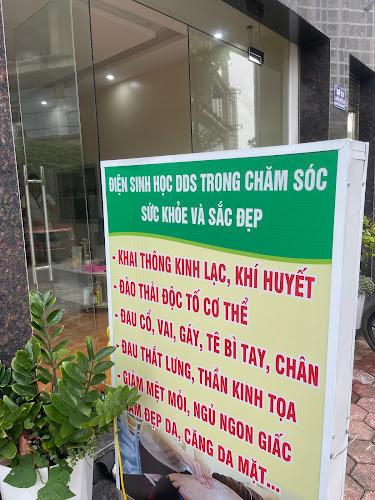 ĐIỆN SINH HỌC DDS TRONG CHĂM SÓC
SỨC KHỎE VÀ SẮC ĐẸP
- KHAI THÔNG KINH LẠC, KHÍ HUYẾT
- ĐÀO THẢI ĐỘC TỐ CƠ THỂ
- ĐAU CỔ, VAI, GÁY, TÊ BÌ TAY, CHÂN
- ĐAU THẮT LƯNG, THẦN KINH TỌA
- GIẢM MỆT MỎI, NGỦ NGON GIẤC
ĐẸP DA, CĂNG DA MẶT...